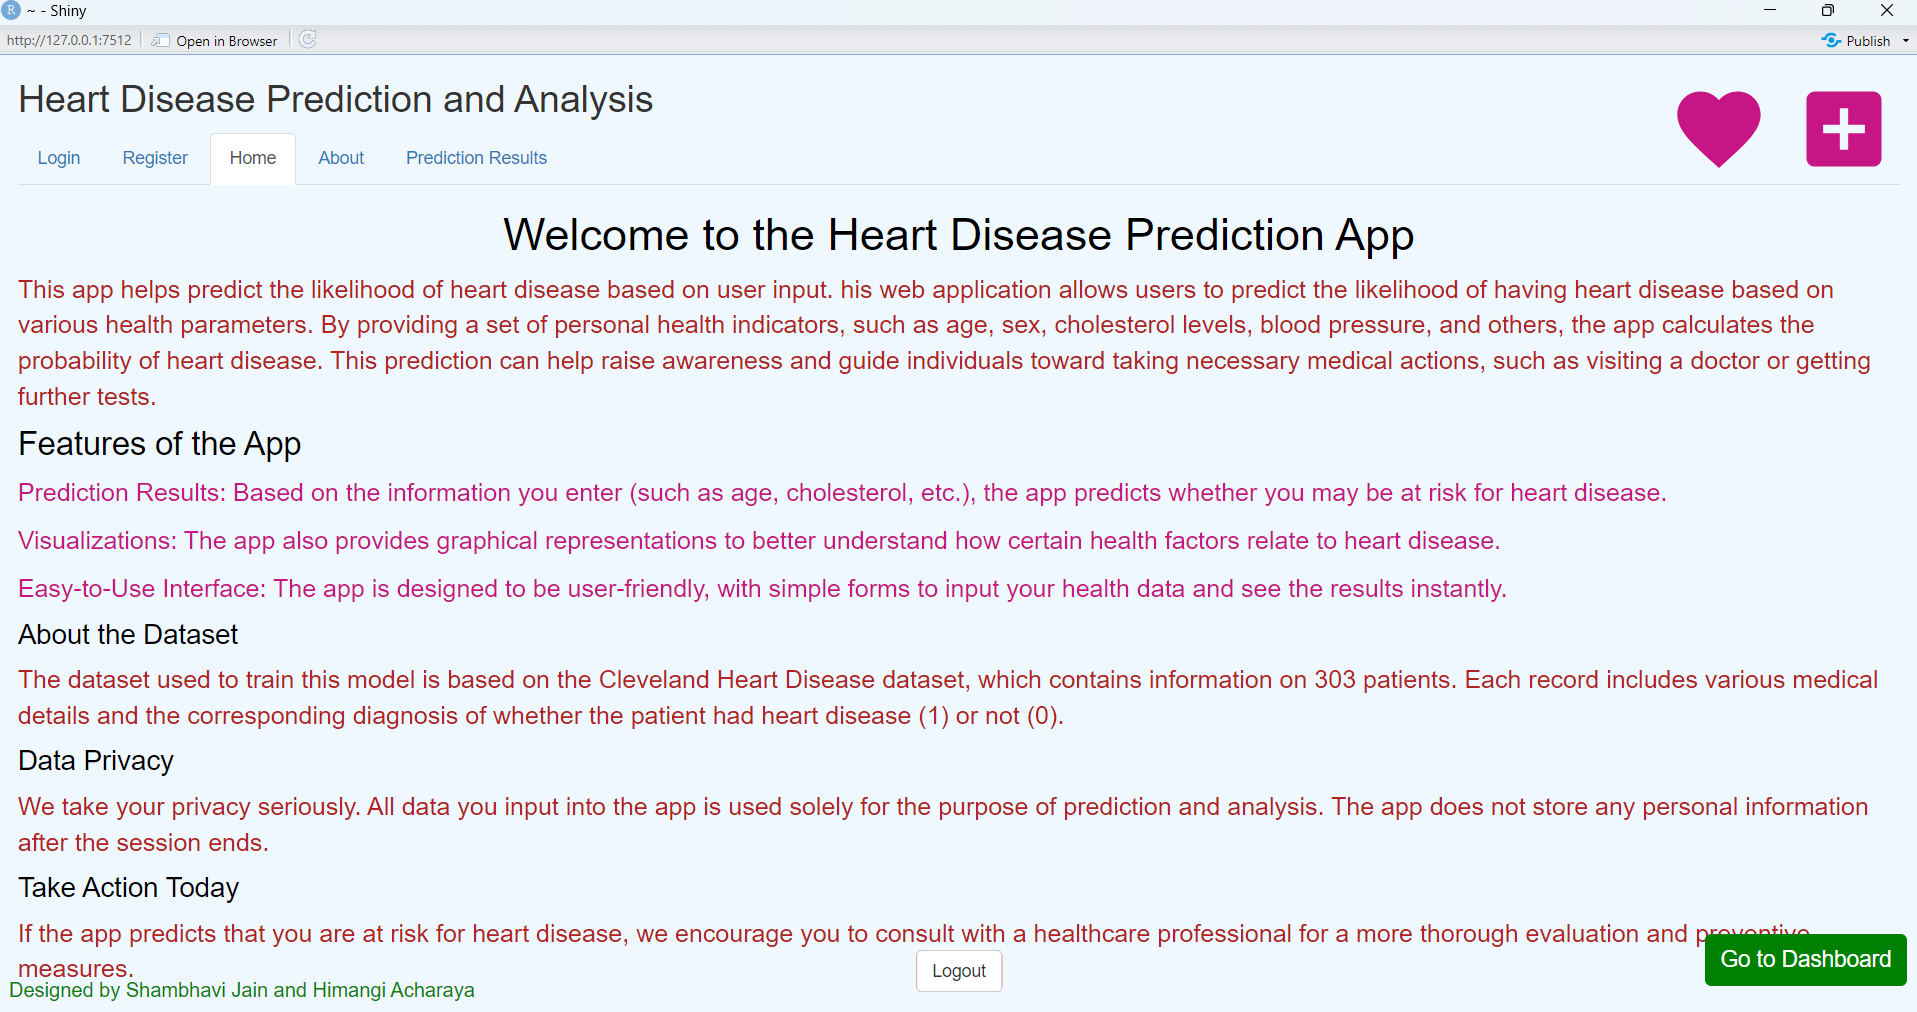 R ~ - Shiny
http://127.0.0.1:7512 Open in Browser Publish
Heart Disease Prediction and Analysis
Login Register Home About Prediction Results
Welcome to the Heart Disease Prediction App
This app helps predict the likelihood of heart disease based on user input. his web application allows users to predict the likelihood of having heart disease based on
various health parameters. By providing a set of personal health indicators, such as age, sex, cholesterol levels, blood pressure, and others, the app calculates the
probability of heart disease. This prediction can help raise awareness and guide individuals toward taking necessary medical actions, such as visiting a doctor or getting
further tests.
Features of the App
Prediction Results: Based on the information you enter (such as age, cholesterol, etc.), the app predicts whether you may be at risk for heart disease.
Visualizations: The app also provides graphical representations to better understand how certain health factors relate to heart disease.
Easy-to-Use Interface: The app is designed to be user-friendly, with simple forms to input your health data and see the results instantly.
About the Dataset
The dataset used to train this model is based on the Cleveland Heart Disease dataset, which contains information on 303 patients. Each record includes various medical
details and the corresponding diagnosis of whether the patient had heart disease (1) or not (0).
Data Privacy
We take your privacy seriously. All data you input into the app is used solely for the purpose of prediction and analysis. The app does not store any personal information
after the session ends.
Take Action Today
If the app predicts that you are at risk for heart disease, we encourage you to consult with a healthcare professional for a more thorough evaluation and preventive
measures.
Go to Dashboard
Logout
Designed by Shambhavi Jain and Himangi Acharaya